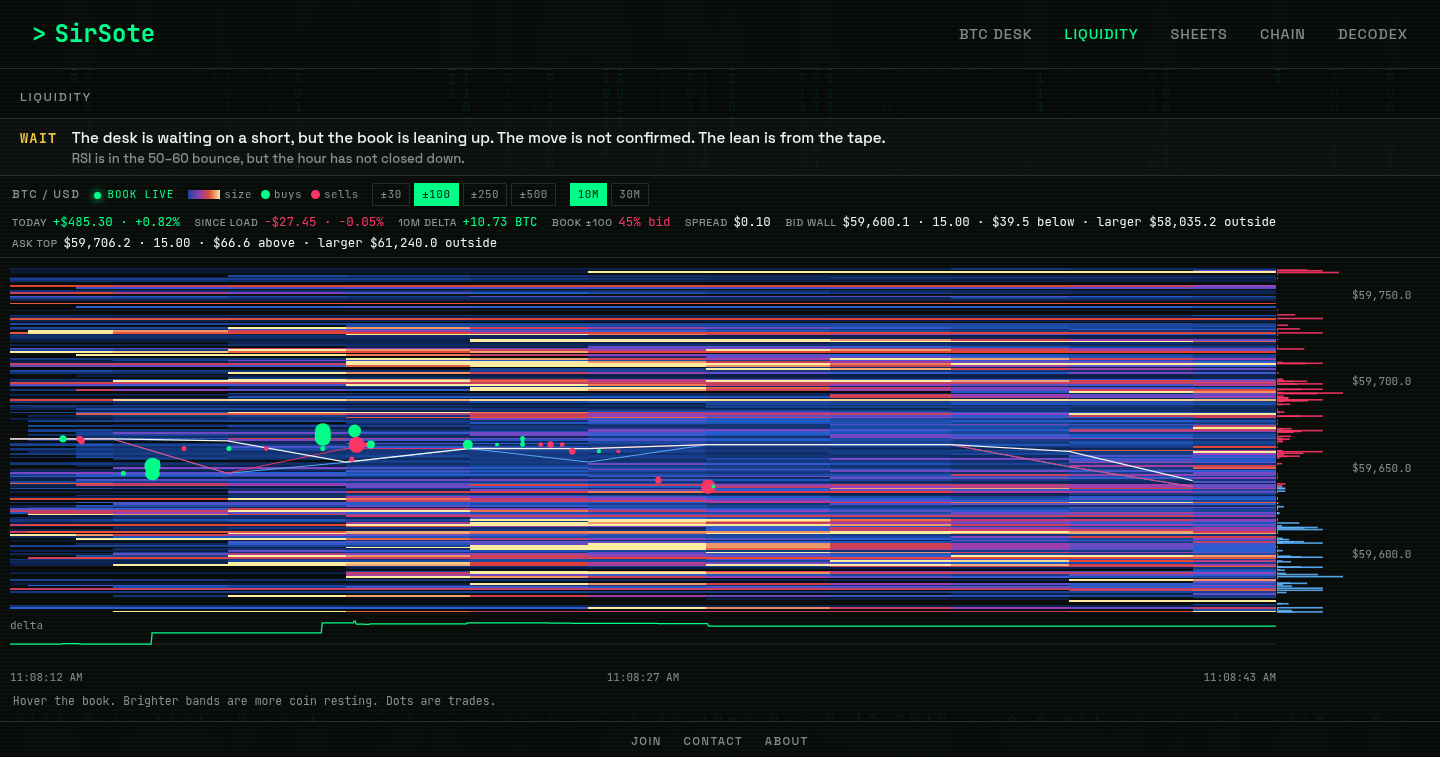 > SirSote
BTC DESK LIQUIDITY SHEETS CHAIN DECODEX
LIQUIDITY
WAIT The desk is waiting on a short, but the book is leaning up. The move is not confirmed. The lean is from the tape.
RSI is in the 50–60 bounce, but the hour has not closed down.
BTC / USD BOOK LIVE size buys sells ±30 ±100 ±250 ±500 10M 30M
TODAY +$485.30 · +0.82% SINCE LOAD -$27.45 · -0.05% 10M DELTA +10.73 BTC BOOK ±100 45% bid SPREAD $0.10 BID WALL $59,600.1 · 15.00 · $39.5 below · larger $58,035.2 outside
ASK TOP $59,706.2 · 15.00 · $66.6 above · larger $61,240.0 outside
$59,750.0
$59,700.0
$59,650.0
$59,600.0
delta
11:08:12 AM 11:08:27 AM 11:08:43 AM
Hover the book. Brighter bands are more coin resting. Dots are trades.
JOIN CONTACT ABOUT